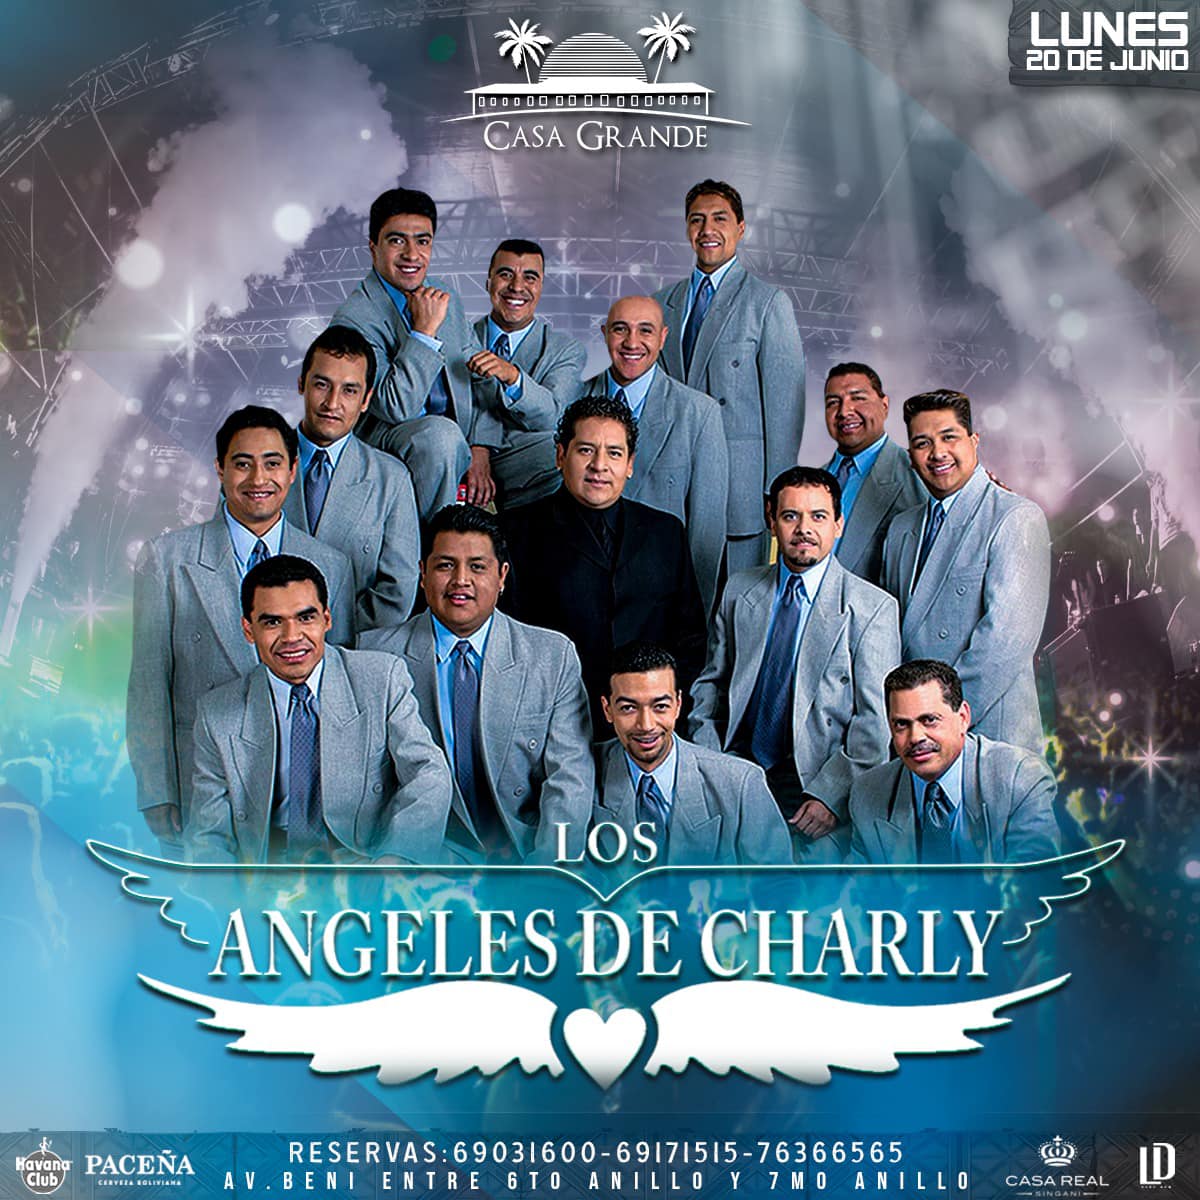 CASA GRANDE
LUNES
20 DE JUNIO
LOS
ANGELES DE CHARLY
Havana
Club
PACEÑA
CERVEZA BOLIVIANA
RESERVAS:69031600-69171515-76366565
AV.BENI ENTRE 6TO ANILLO Y 7MO ANILLO
CASA REAL
SINGANI
LD